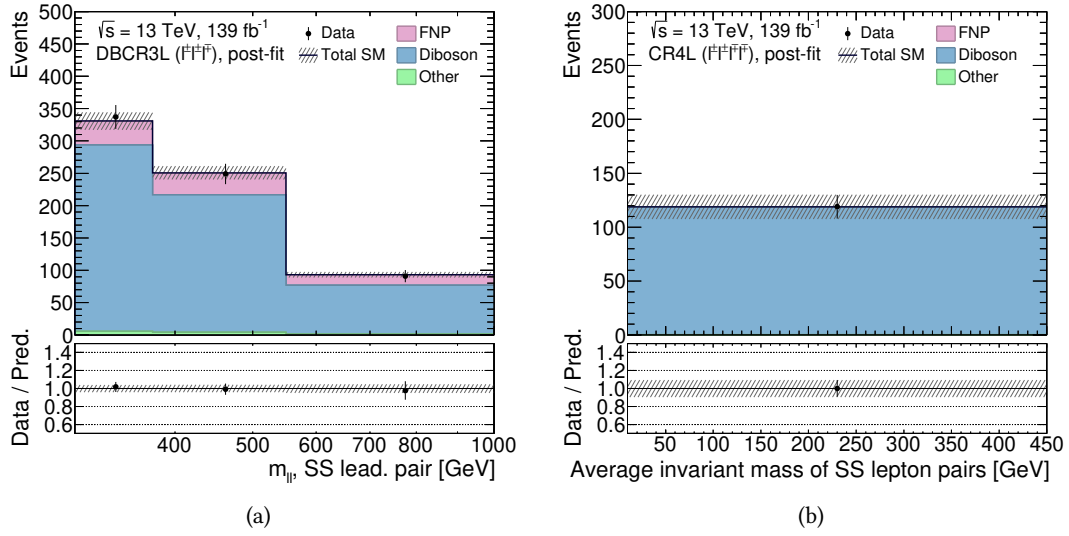 Events
500
450
400
350
300
250
200
150
100
50
0
√s = 13 TeV, 139 fb⁻¹
DBCR3L (l±l±l∓), post-fit
Data
Total SM
FNP
Diboson
Other
Data / Pred.
1.4
1.2
1.0
0.8
0.6
400 500 600 700 800 1000
m_ll, SS lead. pair [GeV]
(a)
Events
300
250
200
150
100
50
0
√s = 13 TeV, 139 fb⁻¹
CR4L (l±l±l∓l∓), post-fit
Data
Total SM
FNP
Diboson
Other
Data / Pred.
1.4
1.2
1.0
0.8
0.6
50 100 150 200 250 300 350 400 450
Average invariant mass of SS lepton pairs [GeV]
(b)